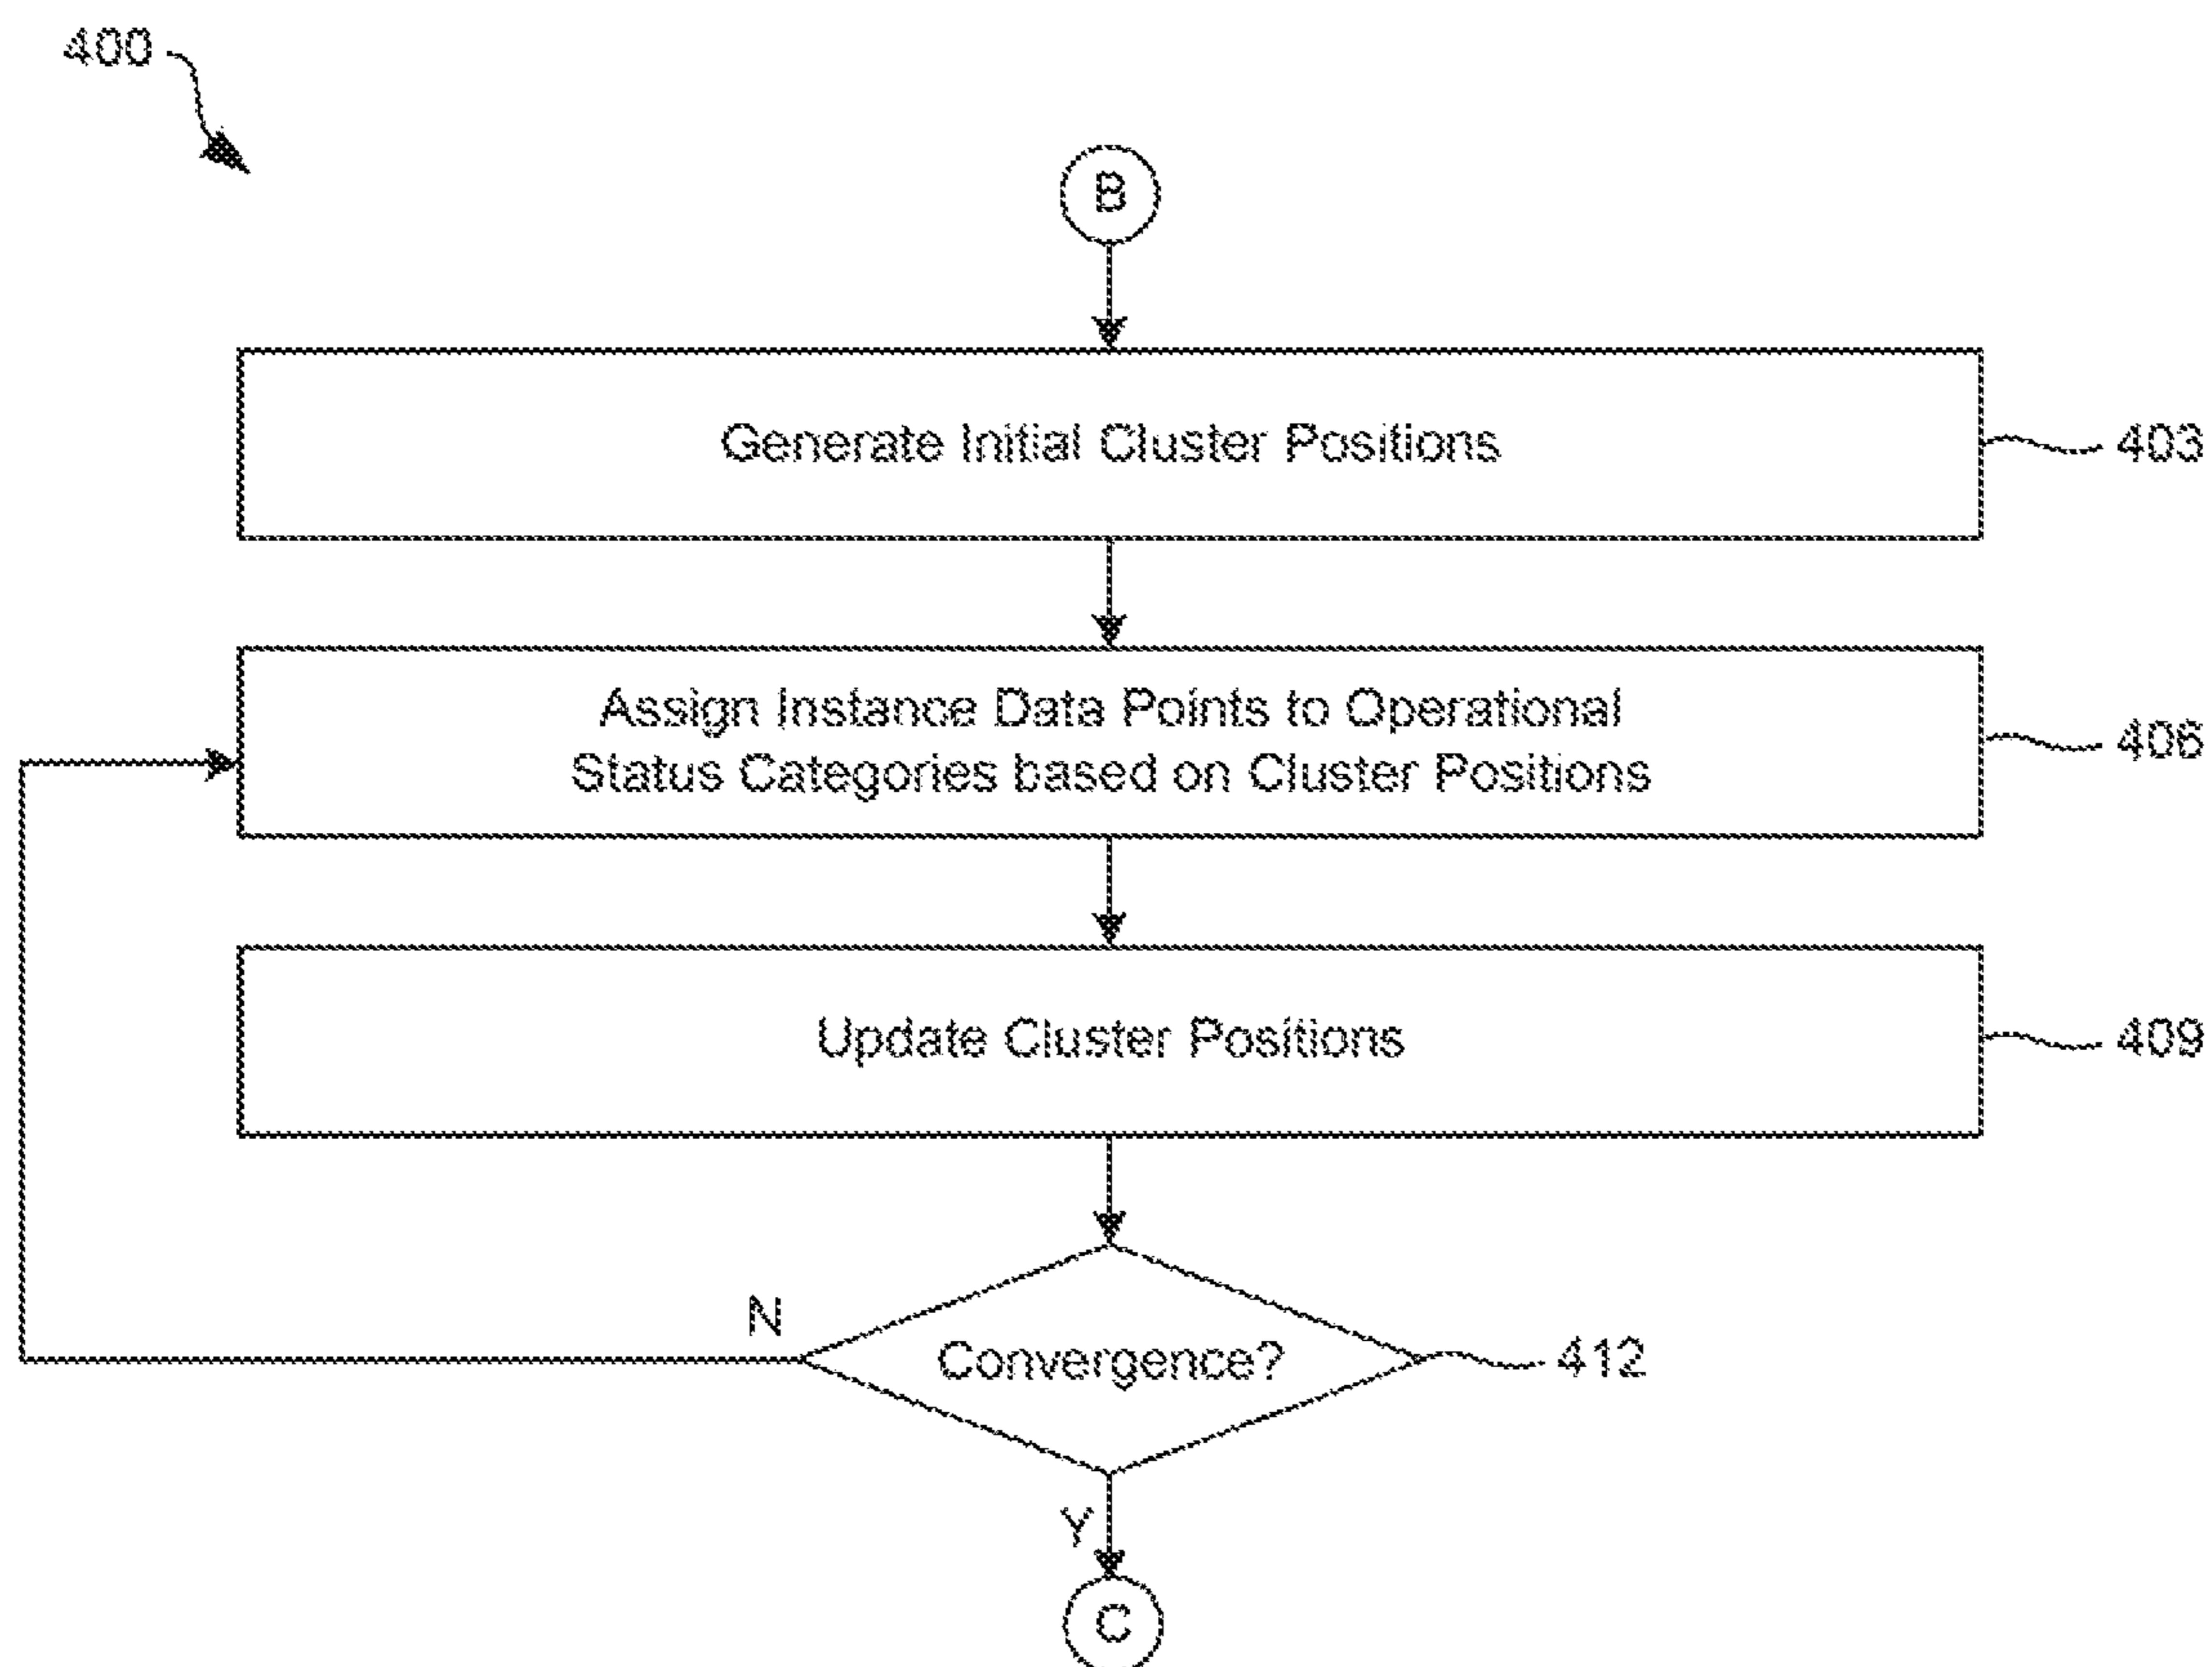 400
B
Generate Initial Cluster Positions
403
Assign Instance Data Points to Operational
Status Categories based on Cluster Positions
406
Update Cluster Positions
409
N
Convergence?
412
Y
C